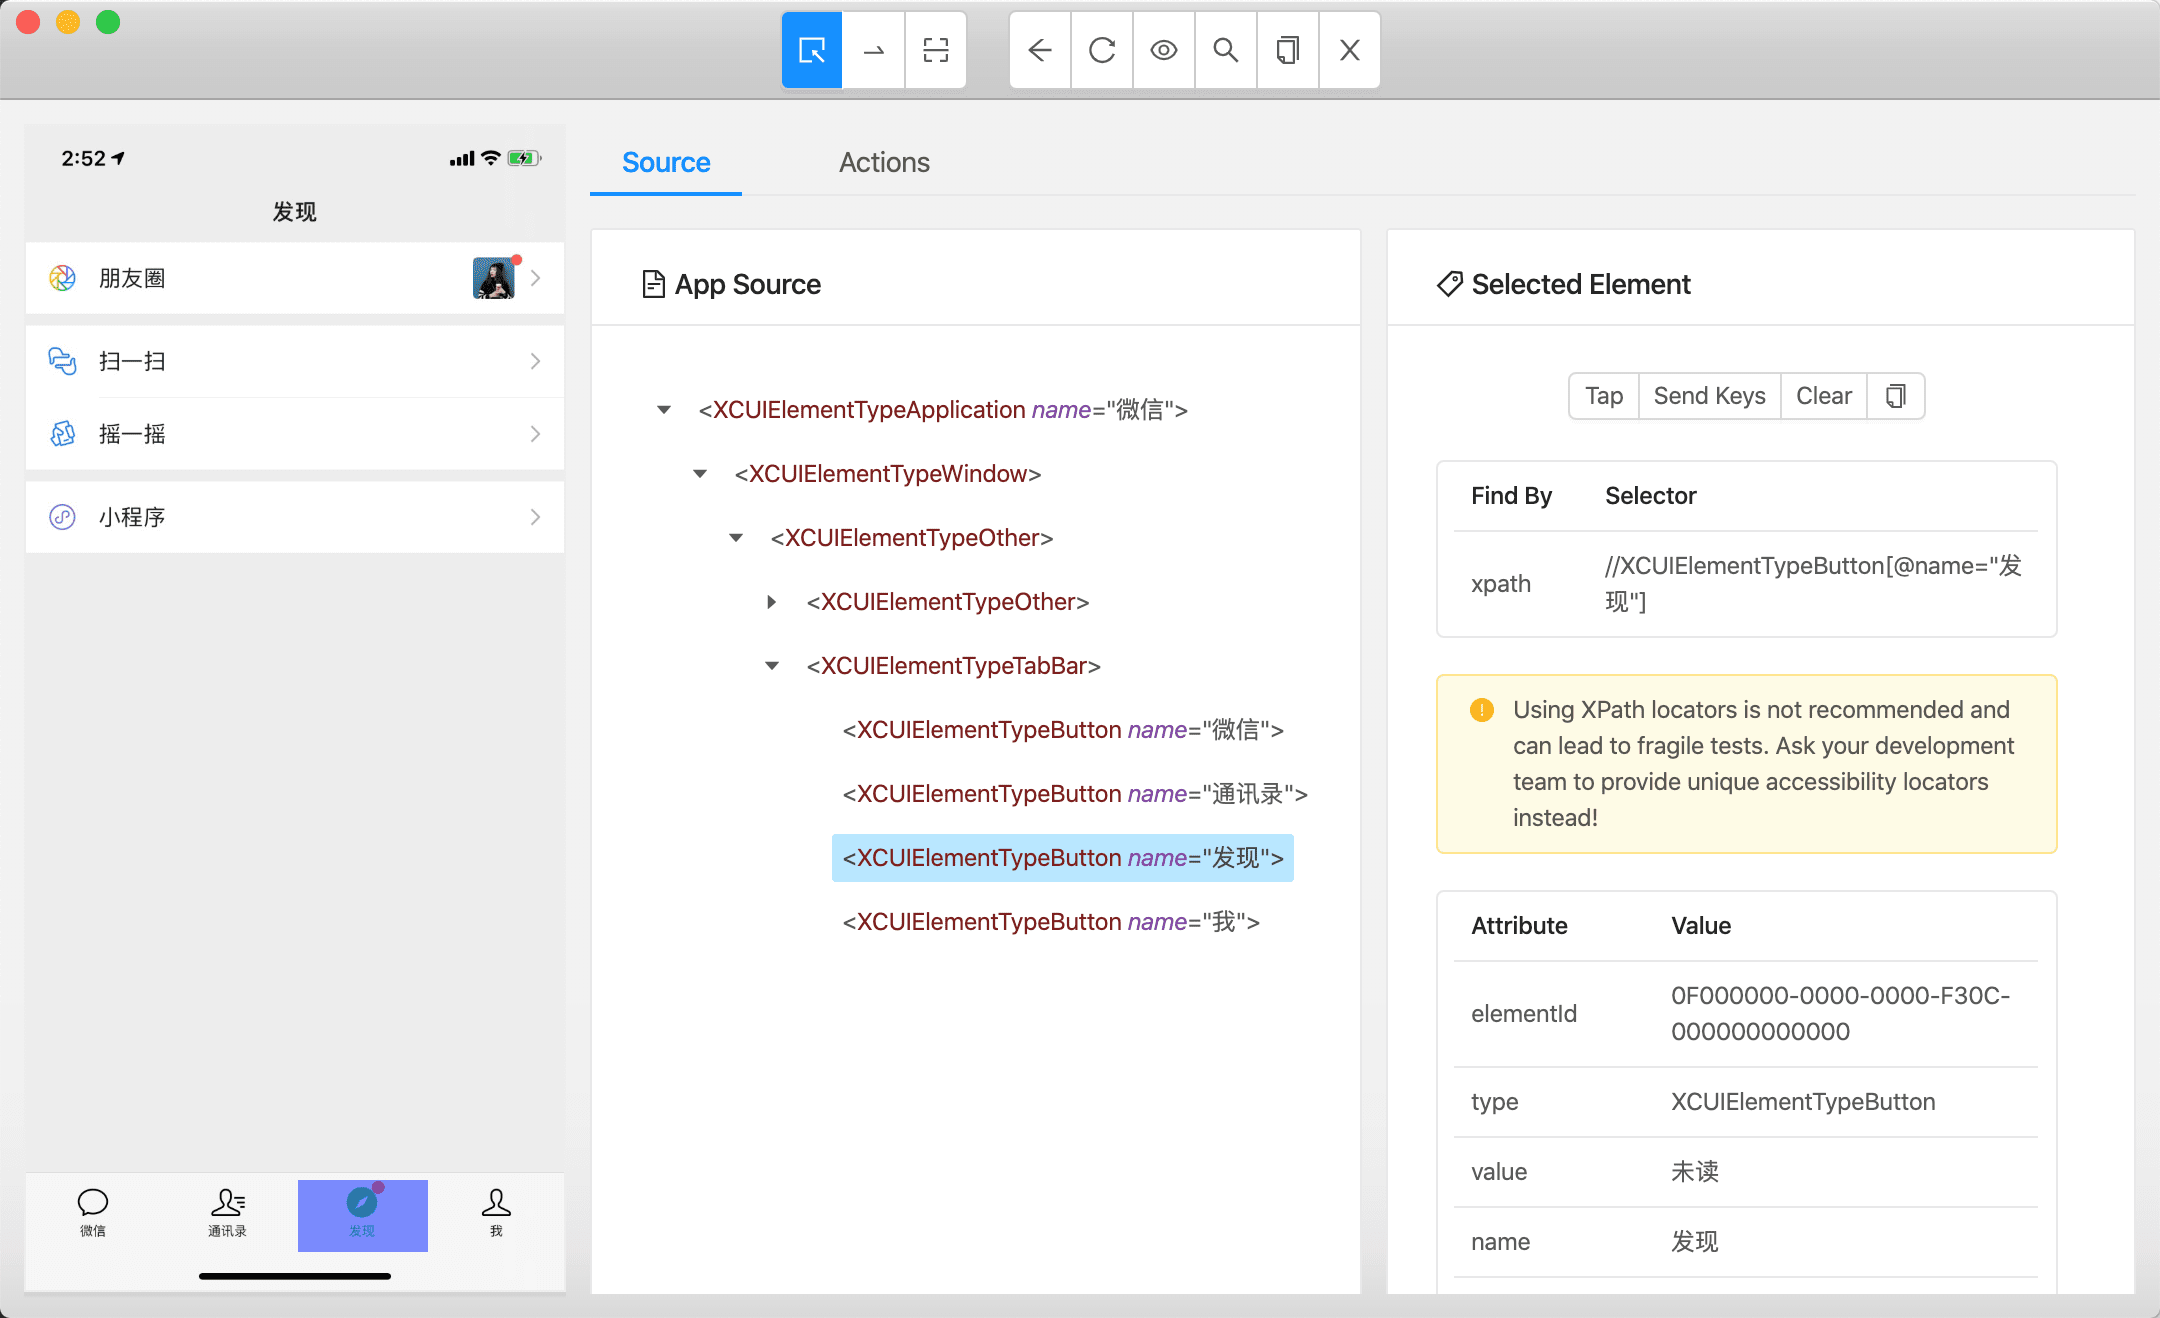 2:52
发现
朋友圈
扫一扫
摇一摇
小程序
微信
通讯录
发现
我
Source
Actions
App Source
<XCUIElementTypeApplication name="微信">
<XCUIElementTypeWindow>
<XCUIElementTypeOther>
<XCUIElementTypeOther>
<XCUIElementTypeTabBar>
<XCUIElementTypeButton name="微信">
<XCUIElementTypeButton name="通讯录">
<XCUIElementTypeButton name="发现">
<XCUIElementTypeButton name="我">
Selected Element
Tap
Send Keys
Clear
Find By
Selector
xpath
//XCUIElementTypeButton[@name="发
现"]
Using XPath locators is not recommended and
can lead to fragile tests. Ask your development
team to provide unique accessibility locators
instead!
Attribute
Value
elementId
0F000000-0000-0000-F30C-
000000000000
type
XCUIElementTypeButton
value
未读
name
发现